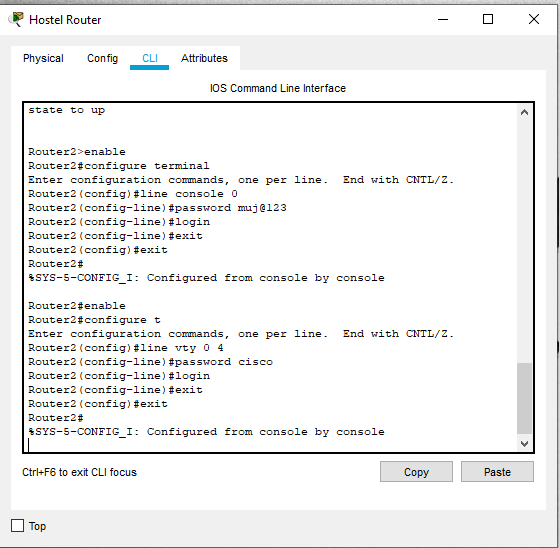 Hostel Router
Physical Config CLI Attributes
IOS Command Line Interface
state to up
Router2>enable
Router2#configure terminal
Enter configuration commands, one per line.  End with CNTL/Z.
Router2(config)#line console 0
Router2(config-line)#password muj@123
Router2(config-line)#login
Router2(config-line)#exit
Router2(config)#exit
Router2#
%SYS-5-CONFIG_I: Configured from console by console
Router2#enable
Router2#configure t
Enter configuration commands, one per line.  End with CNTL/Z.
Router2(config)#line vty 0 4
Router2(config-line)#password cisco
Router2(config-line)#login
Router2(config-line)#exit
Router2(config)#exit
Router2#
%SYS-5-CONFIG_I: Configured from console by console
Ctrl+F6 to exit CLI focus
Copy Paste
Top